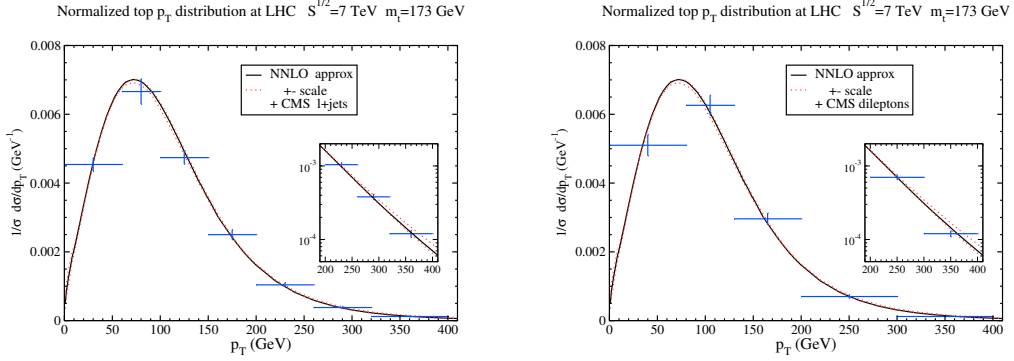 Normalized top p_T distribution at LHC S^{1/2}=7 TeV m_t=173 GeV
0.008
0.006
0.004
0.002
0
1/σ dσ/dp_T (GeV^{-1})
NNLO approx
+- scale
+ CMS l+jets
10^{-3}
10^{-4}
200 250 300 350 400
0 50 100 150 200 250 300 350 400
p_T (GeV)
Normalized top p_T distribution at LHC S^{1/2}=7 TeV m_t=173 GeV
0.008
0.006
0.004
0.002
0
1/σ dσ/dp_T (GeV^{-1})
NNLO approx
+- scale
+ CMS dileptons
10^{-3}
10^{-4}
200 250 300 350 400
0 50 100 150 200 250 300 350 400
p_T (GeV)